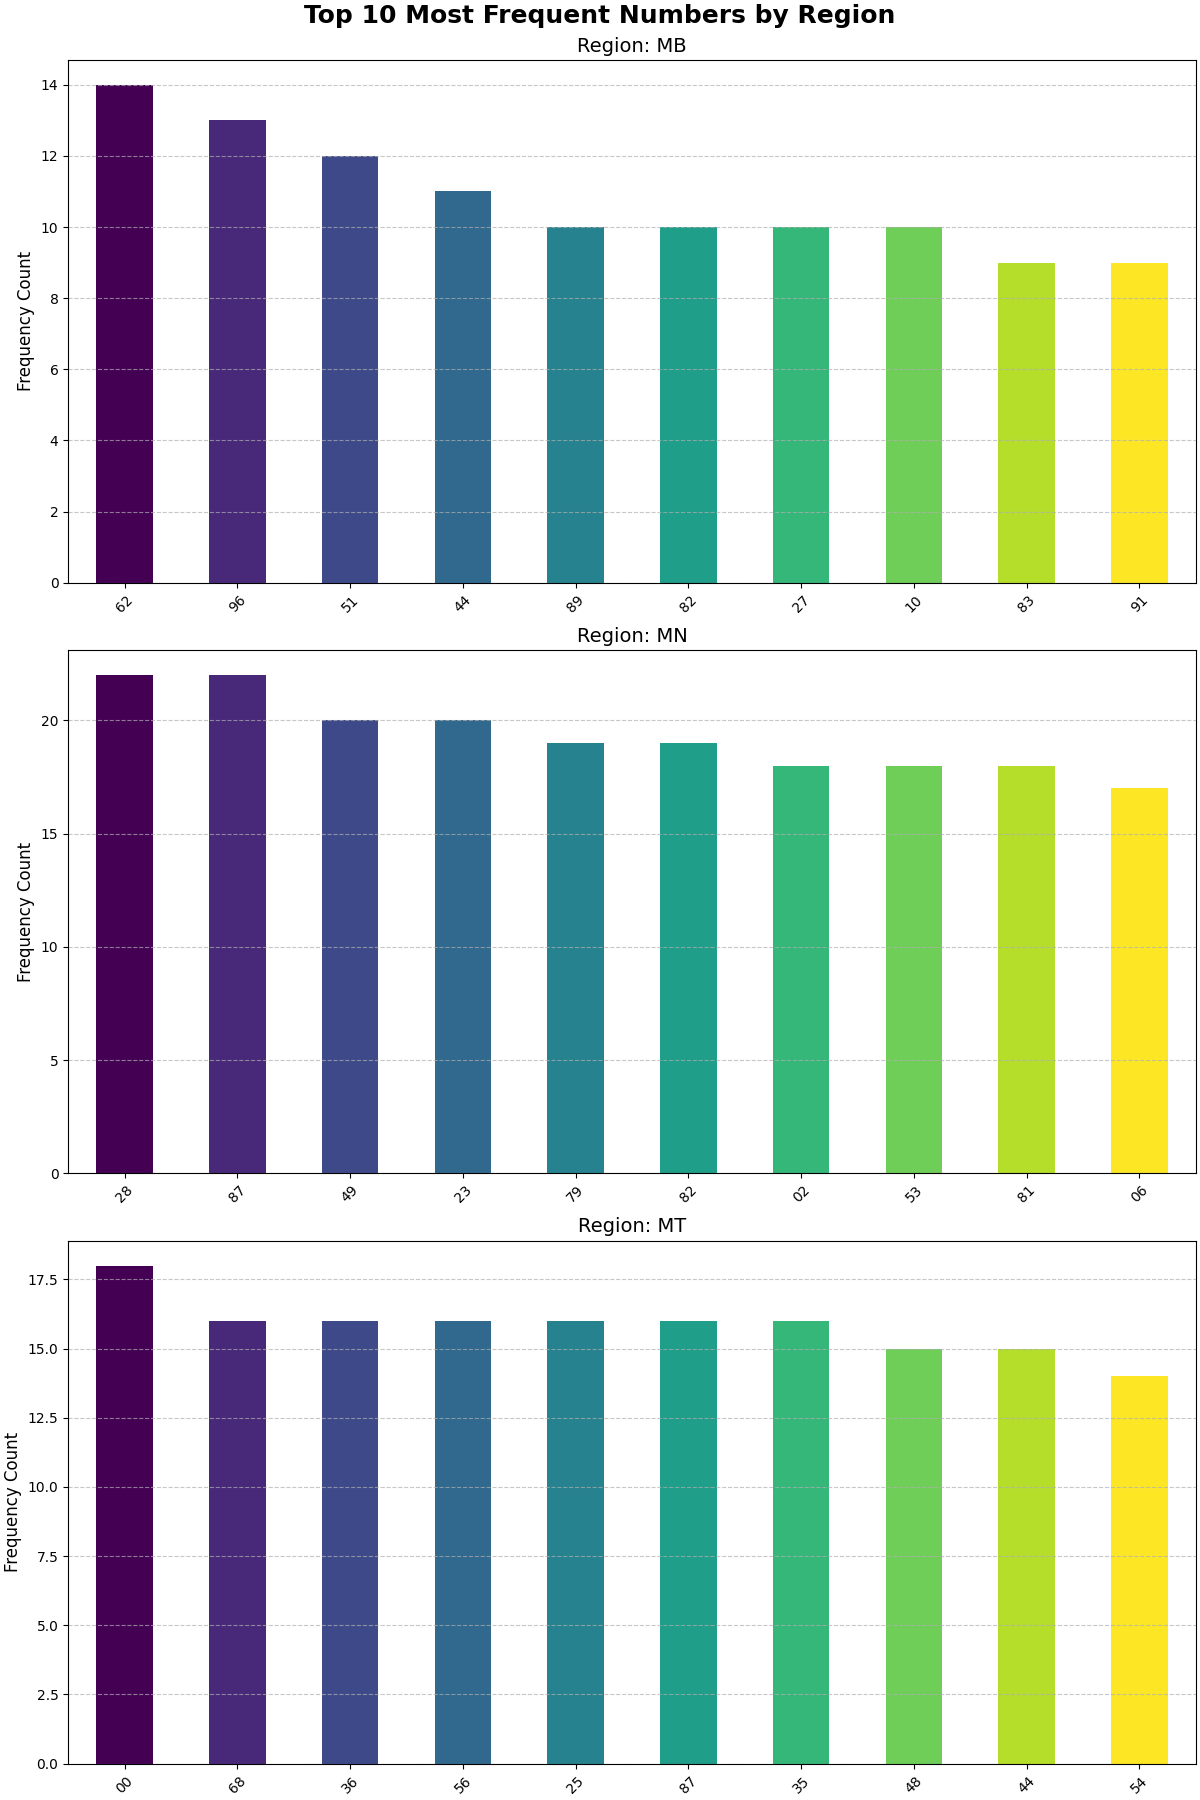 Top 10 Most Frequent Numbers by Region
Region: MB
Frequency Count
14
12
10
8
6
4
2
0
62 96 51 44 89 82 27 10 83 91
Region: MN
Frequency Count
20
15
10
5
0
28 87 49 23 79 82 02 53 81 06
Region: MT
Frequency Count
17.5
15.0
12.5
10.0
7.5
5.0
2.5
0.0
00 68 36 56 25 87 35 48 44 54